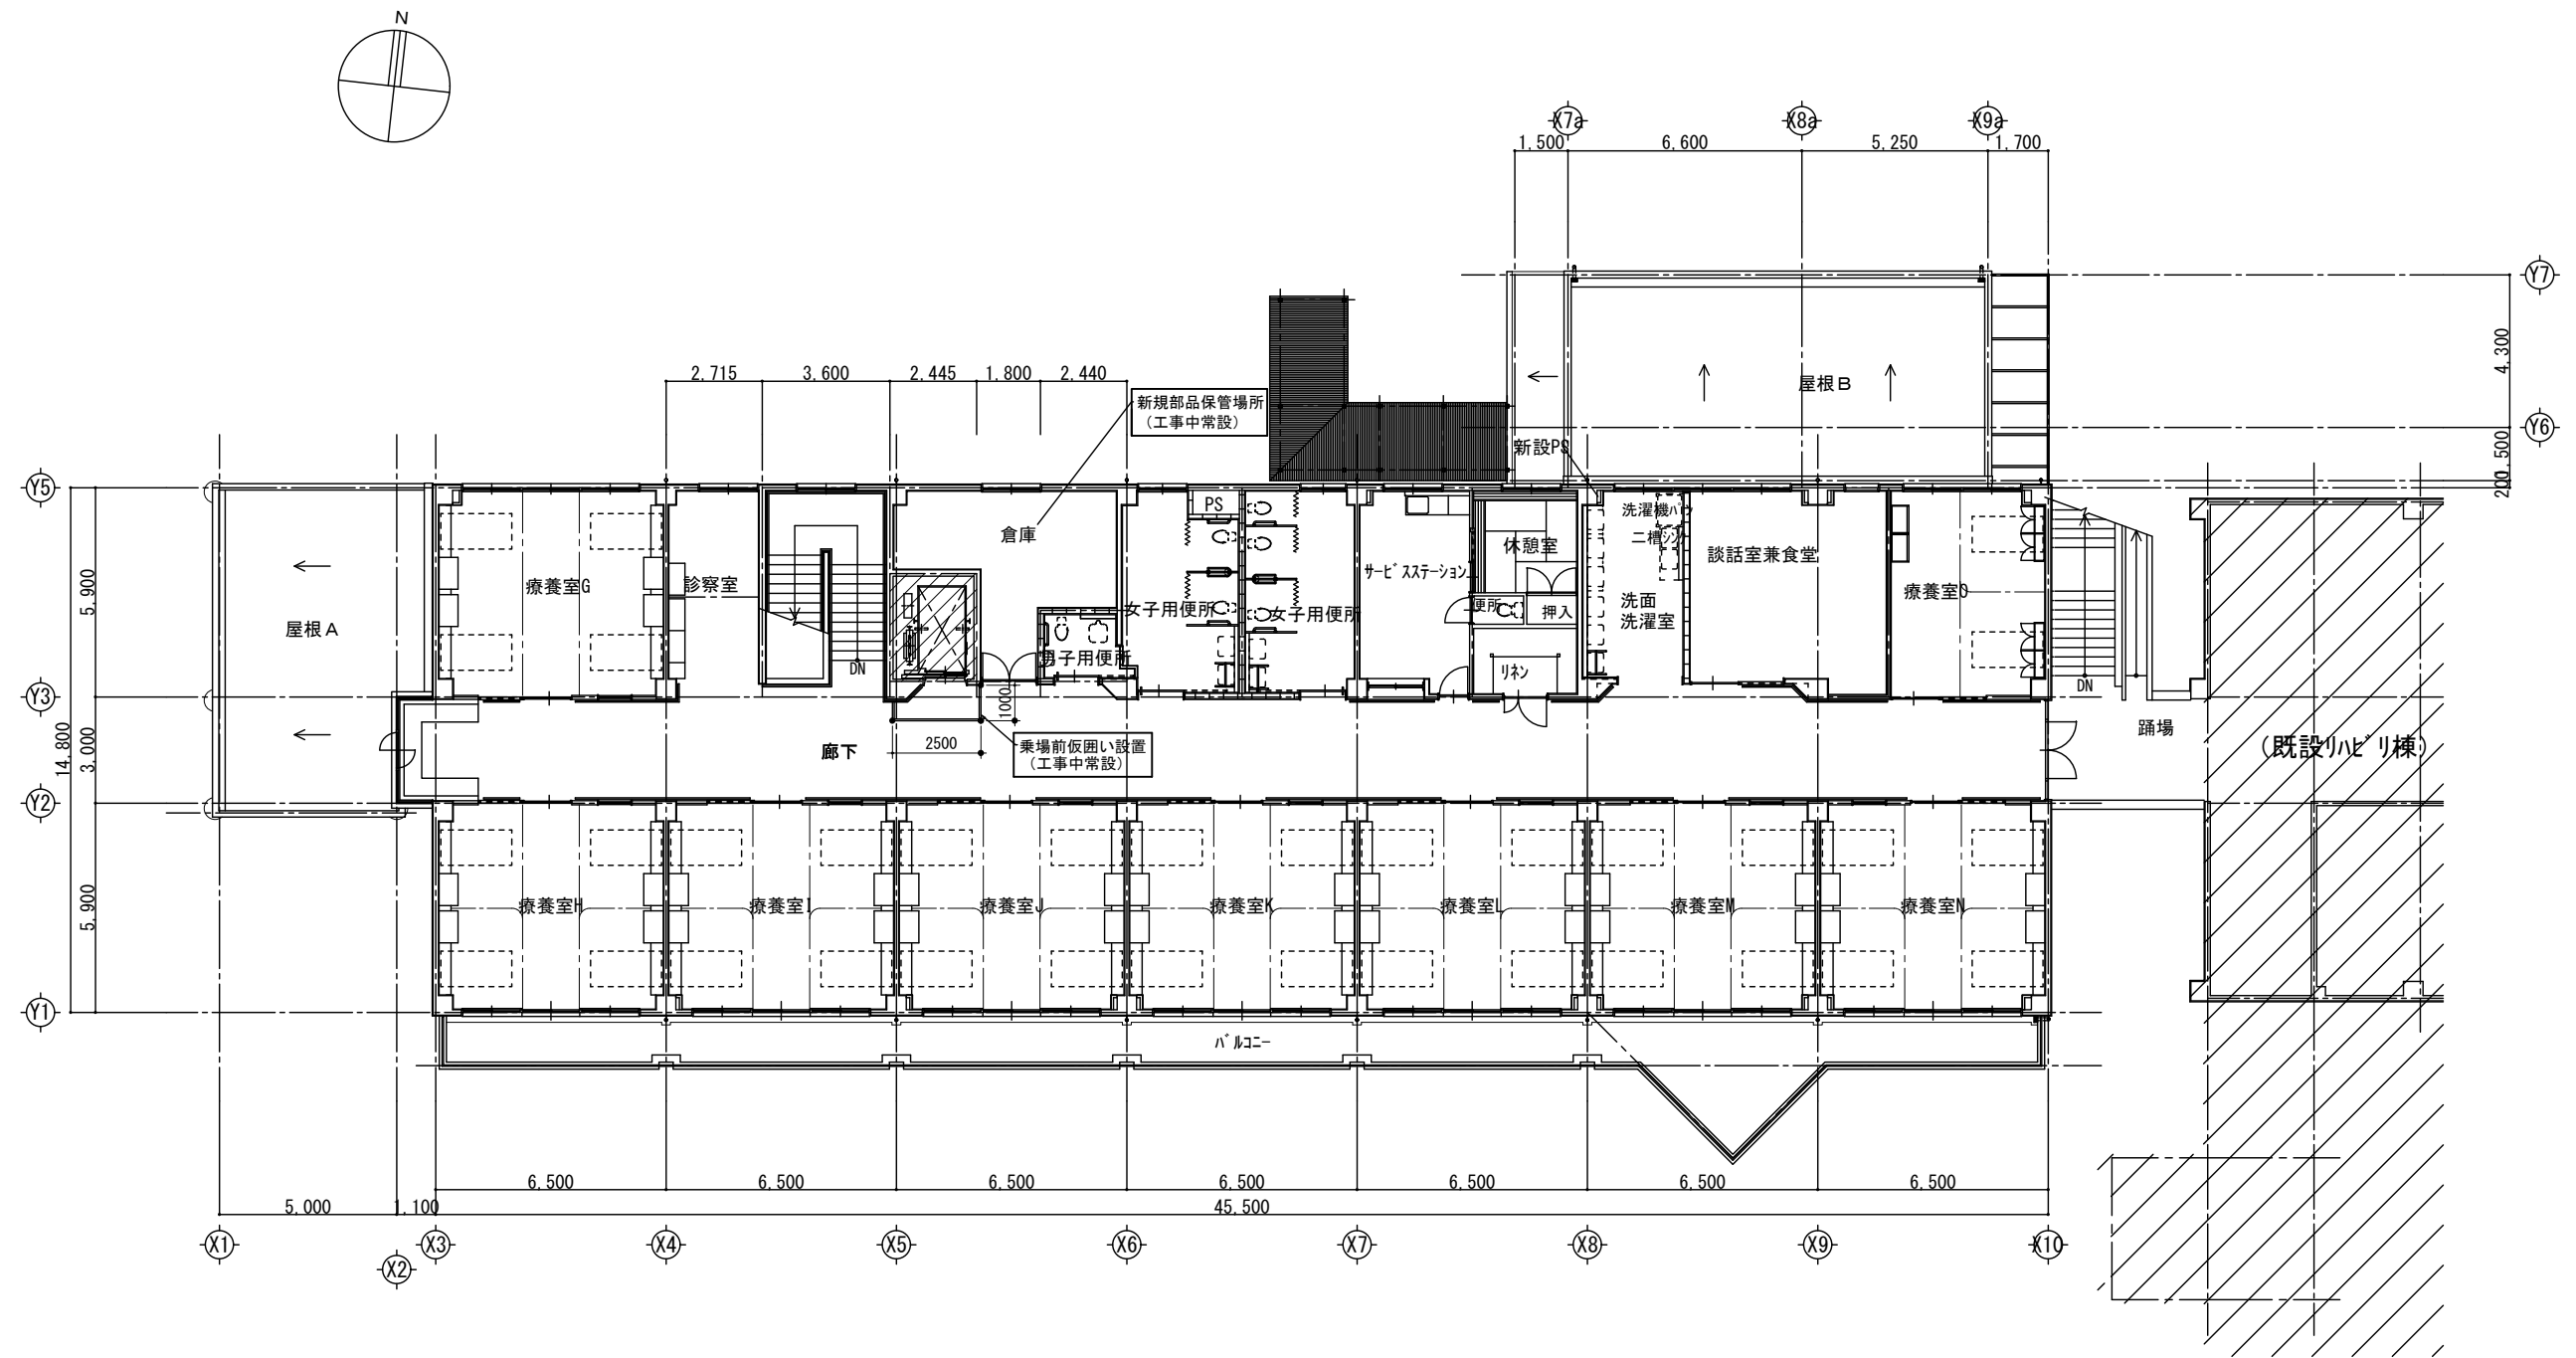 N
X7a
X8a
X9a
1,500
6,600
5,250
1,700
Y7
4,300
屋根B
2,715
3,600
2,445
1,800
2,440
新規部品保管場所
(工事中常設)
Y6
新設PS
500
200
Y5
PS
洗濯機パン
倉庫
二槽シンク
休憩室
談話室兼食堂
療養室G
診察室
サービスステーション
療養室O
5,900
女子用便所
女子用便所
便所
押入
洗面
洗濯室
屋根A
男子用便所
DN
リネン
DN
Y3
1000
踊場
14,800
3,000
廊下
2500
乗場前仮囲い設置
(工事中常設)
(既設リハビリ棟)
Y2
5,900
療養室H
療養室I
療養室J
療養室K
療養室L
療養室M
療養室N
Y1
バルコニー
6,500
6,500
6,500
6,500
6,500
6,500
6,500
5,000
1,100
45,500
X1
X2
X3
X4
X5
X6
X7
X8
X9
X10